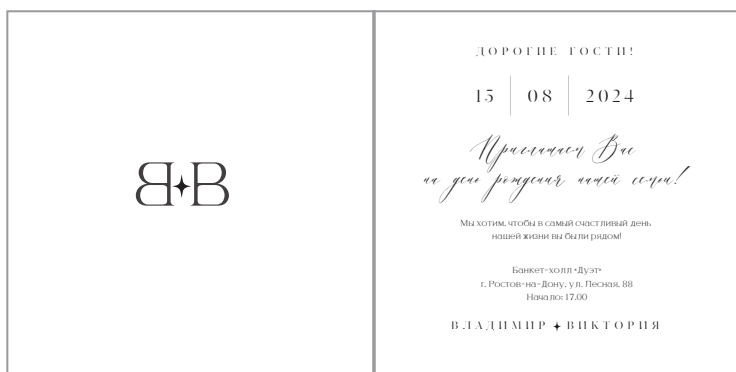 В✦В
ДОРОГИЕ ГОСТИ!
15 | 08 | 2024
Приглашаем Вас
на день рождения нашей семьи!
Мы хотим, чтобы в самый счастливый день
нашей жизни вы были рядом!
Банкет-холл «Дуэт»
г. Ростов-на-Дону, ул. Лесная, 88
Начало: 17.00
ВЛАДИМИР ✦ ВИКТОРИЯ